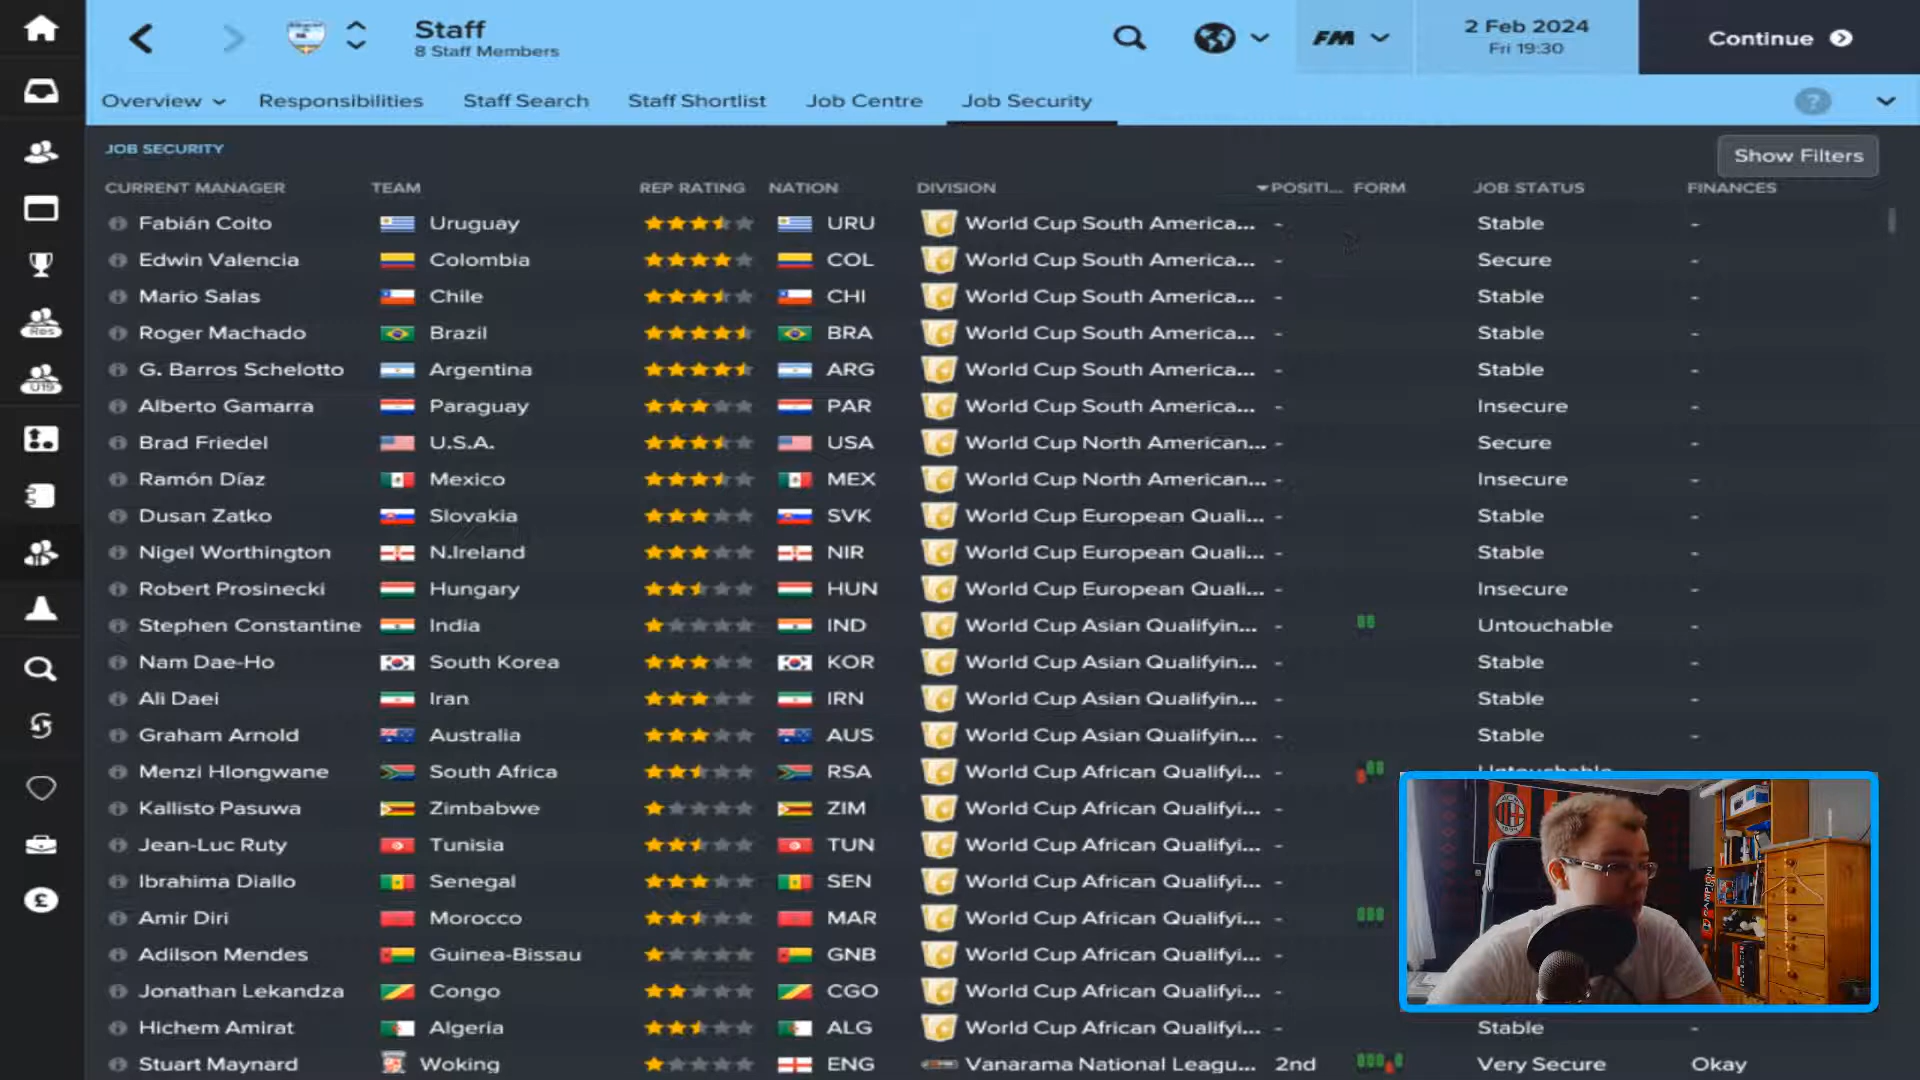 Staff
8 Staff Members
FM
2 Feb 2024
Fri 19:30
Continue
Overview Responsibilities Staff Search Staff Shortlist Job Centre Job Security ?
JOB SECURITY
Show Filters
CURRENT MANAGER TEAM REP RATING NATION DIVISION POSITI... FORM JOB STATUS FINANCES
Fabián Coito Uruguay URU World Cup South America... - Stable -
Edwin Valencia Colombia COL World Cup South America... - Secure -
Mario Salas Chile CHI World Cup South America... - Stable -
Roger Machado Brazil BRA World Cup South America... - Stable -
G. Barros Schelotto Argentina ARG World Cup South America... - Stable -
Alberto Gamarra Paraguay PAR World Cup South America... - Insecure -
Brad Friedel U.S.A. USA World Cup North American... - Secure -
Ramón Díaz Mexico MEX World Cup North American... - Insecure -
Dusan Zatko Slovakia SVK World Cup European Quali... - Stable -
Nigel Worthington N.Ireland NIR World Cup European Quali... - Stable -
Robert Prosinecki Hungary HUN World Cup European Quali... - Insecure -
Stephen Constantine India IND World Cup Asian Qualifyin... - Untouchable -
Nam Dae-Ho South Korea KOR World Cup Asian Qualifyin... - Stable -
Ali Daei Iran IRN World Cup Asian Qualifyin... - Stable -
Graham Arnold Australia AUS World Cup Asian Qualifyin... - Stable -
Menzi Hlongwane South Africa RSA World Cup African Qualifyi... - Untouchable
Kallisto Pasuwa Zimbabwe ZIM World Cup African Qualifyi... -
Jean-Luc Ruty Tunisia TUN World Cup African Qualifyi... -
Ibrahima Diallo Senegal SEN World Cup African Qualifyi... -
Amir Diri Morocco MAR World Cup African Qualifyi... -
Adilson Mendes Guinea-Bissau GNB World Cup African Qualifyi... -
Jonathan Lekandza Congo CGO World Cup African Qualifyi... -
Hichem Amirat Algeria ALG World Cup African Qualifyi... - Stable -
Stuart Maynard Woking ENG Vanarama National Leagu... 2nd Very Secure Okay
Res
U19